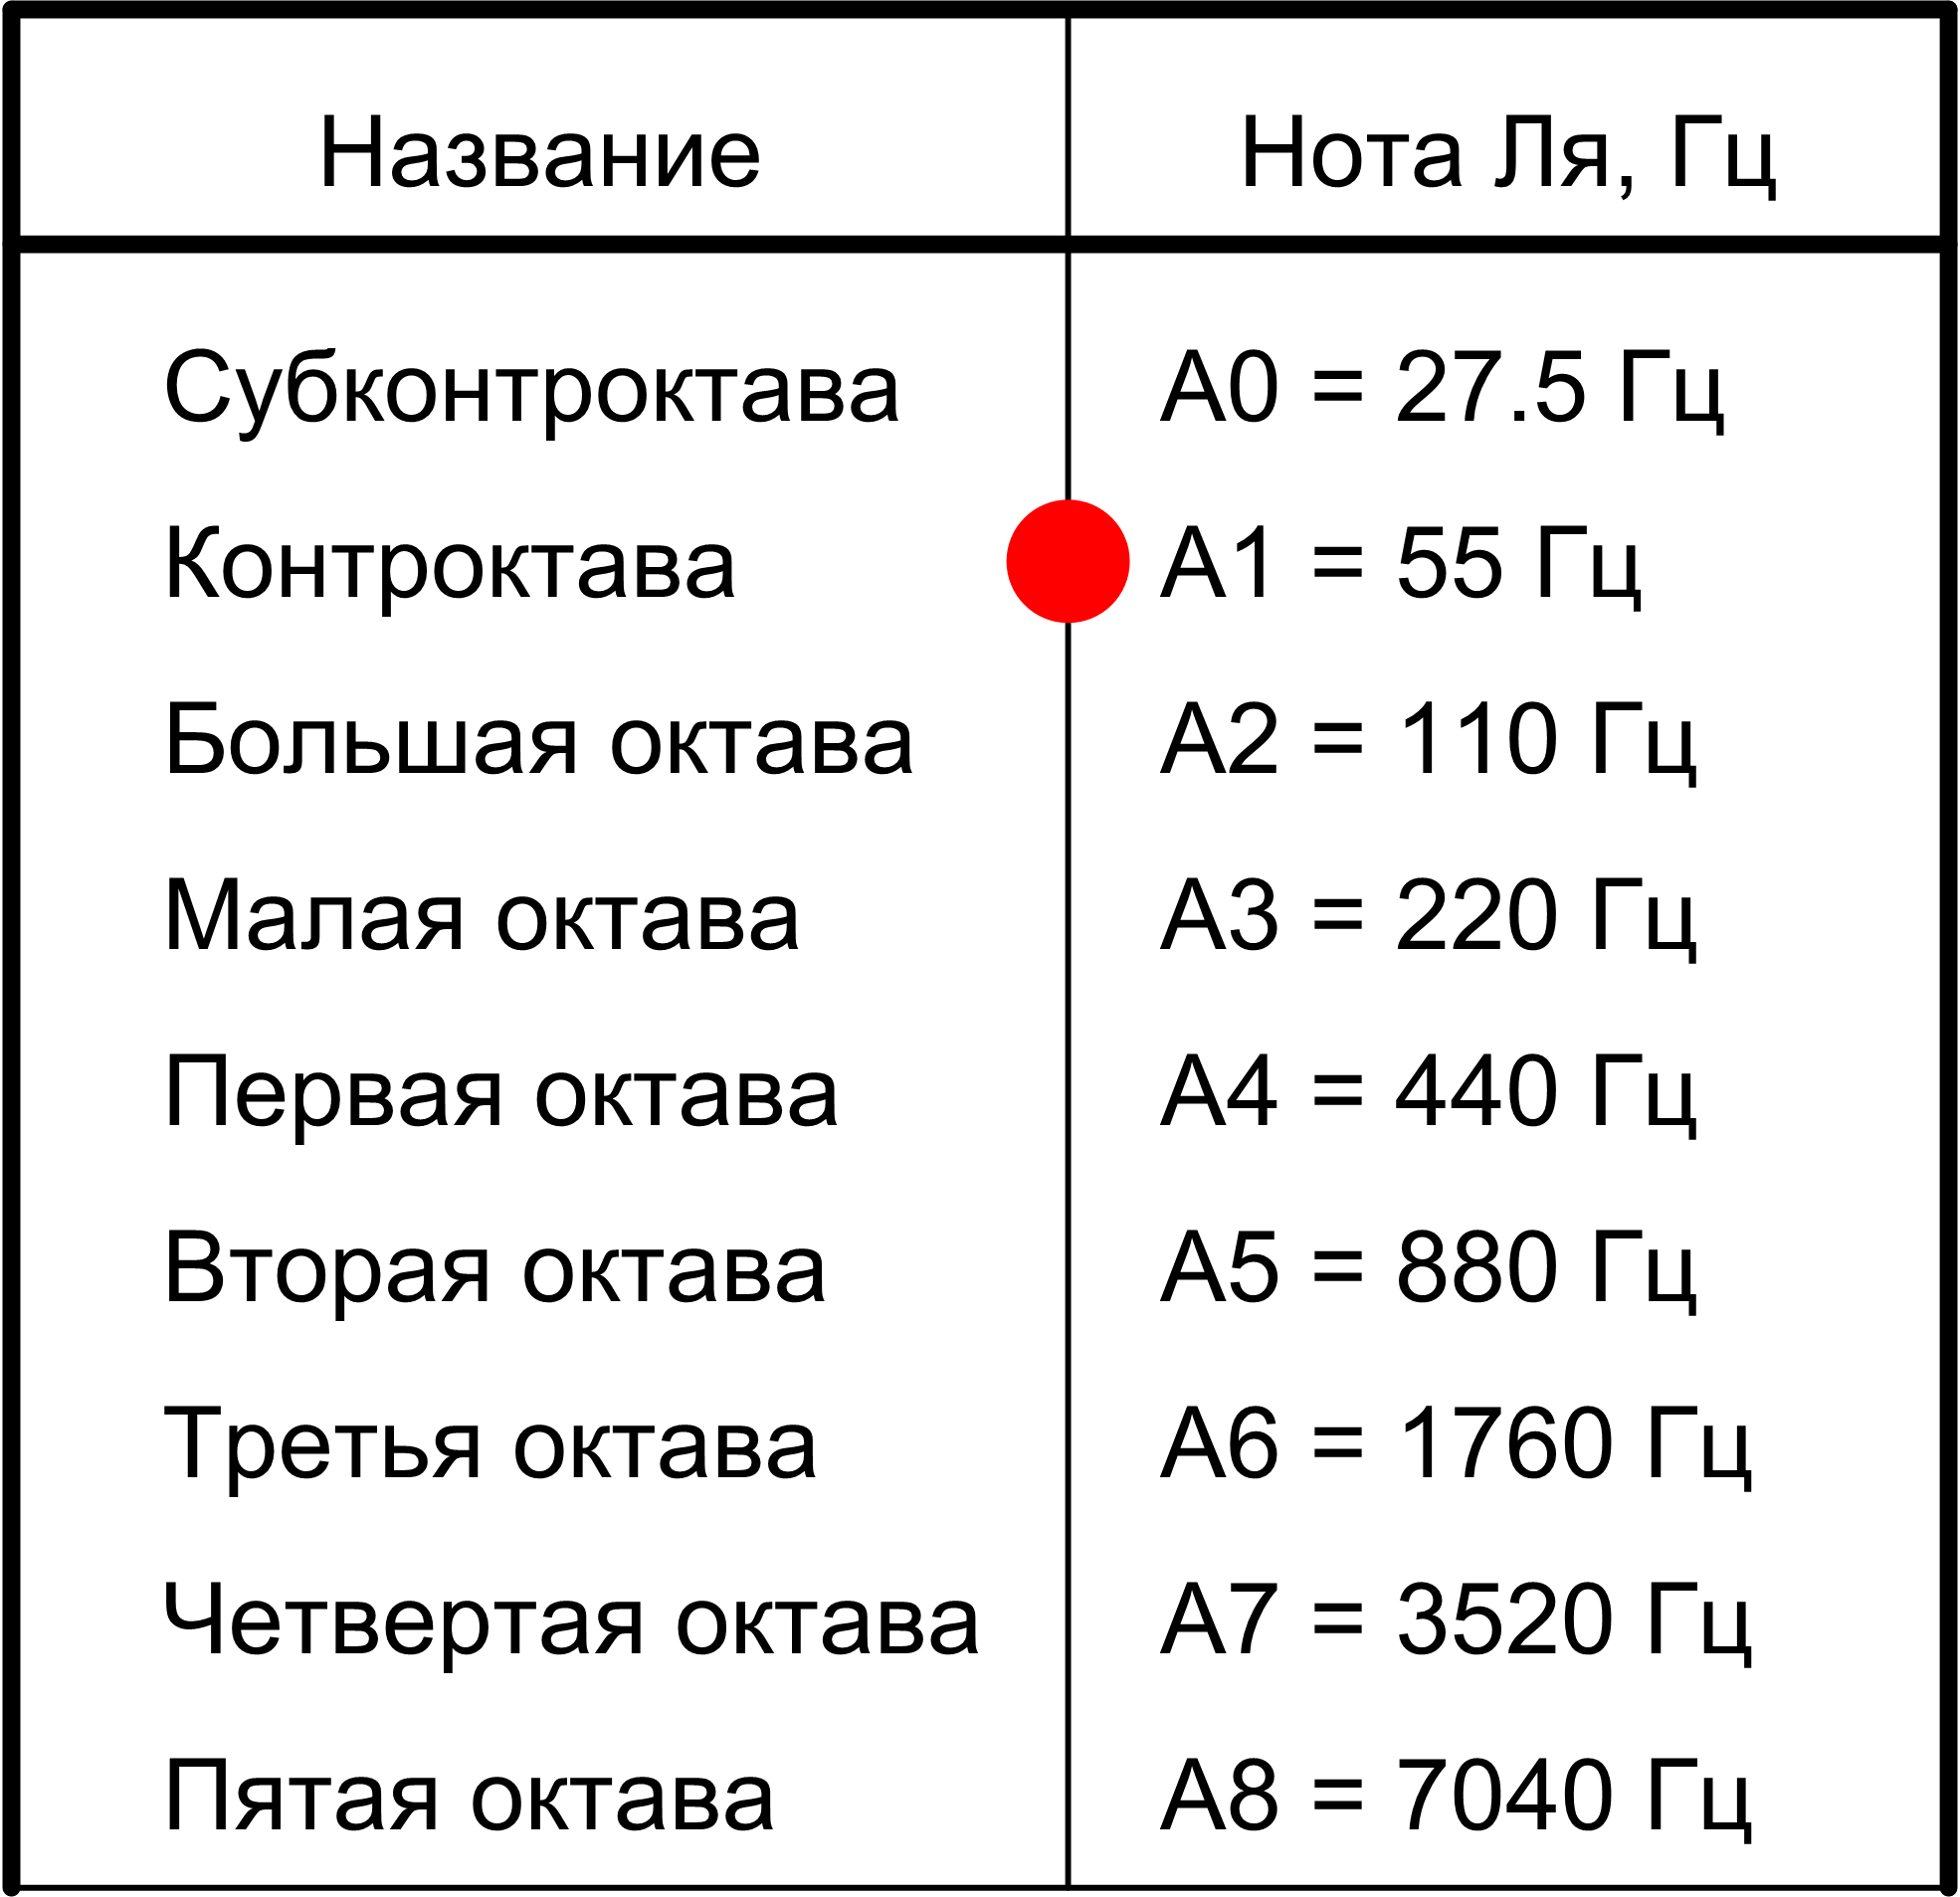 Название Нота Ля, Гц
Субконтроктава A0 = 27.5 Гц
Контроктава A1 = 55 Гц
Большая октава A2 = 110 Гц
Малая октава A3 = 220 Гц
Первая октава A4 = 440 Гц
Вторая октава A5 = 880 Гц
Третья октава A6 = 1760 Гц
Четвертая октава A7 = 3520 Гц
Пятая октава A8 = 7040 Гц